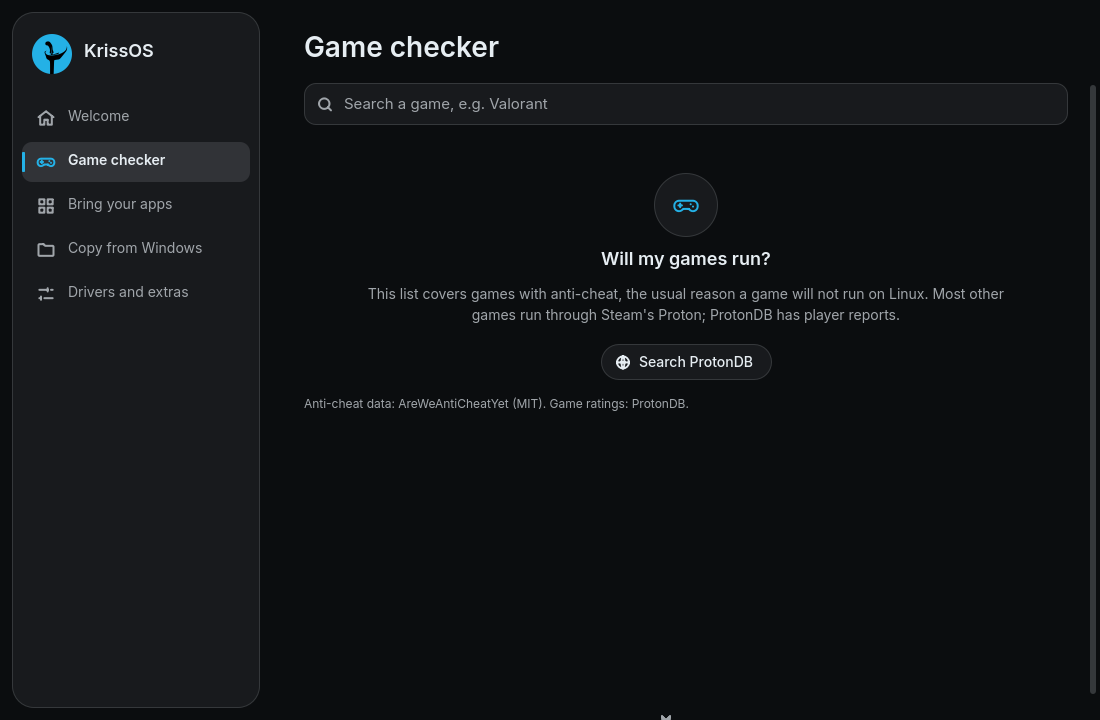 KrissOS
Welcome
Game checker
Bring your apps
Copy from Windows
Drivers and extras
Game checker
Search a game, e.g. Valorant
Will my games run?
This list covers games with anti-cheat, the usual reason a game will not run on Linux. Most other
games run through Steam's Proton; ProtonDB has player reports.
Search ProtonDB
Anti-cheat data: AreWeAntiCheatYet (MIT). Game ratings: ProtonDB.